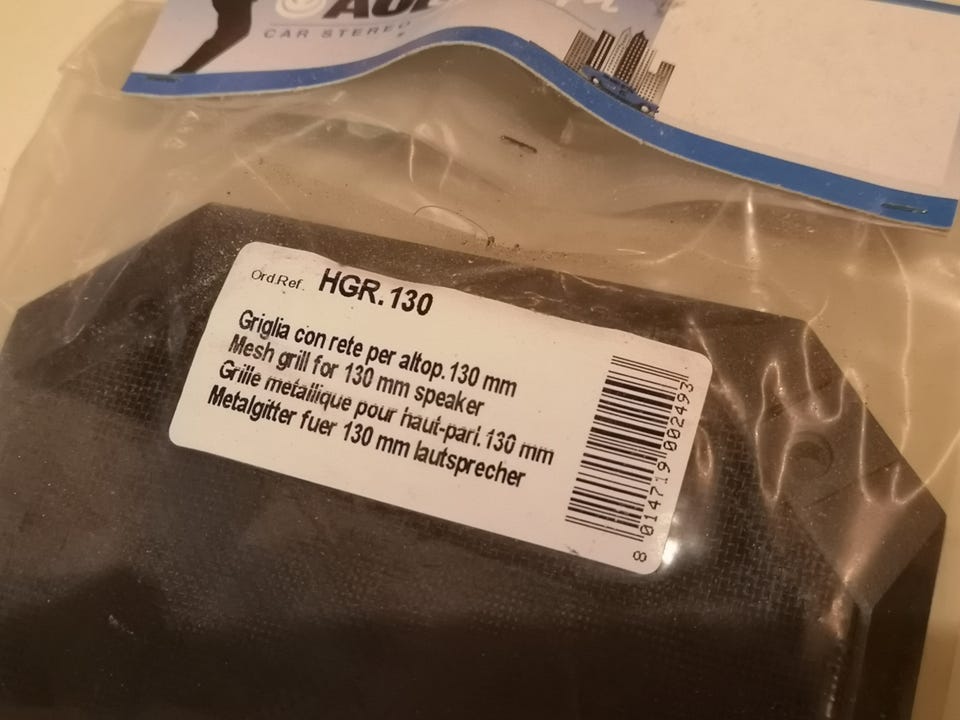 CAR STEREO
Ord.Ref. HGR.130
Griglia con rete per altop.130 mm
Mesh grill for 130 mm speaker
Grille metallique pour haut-parl.130 mm
Metalgitter fuer 130 mm lautsprecher
8 014719 002493